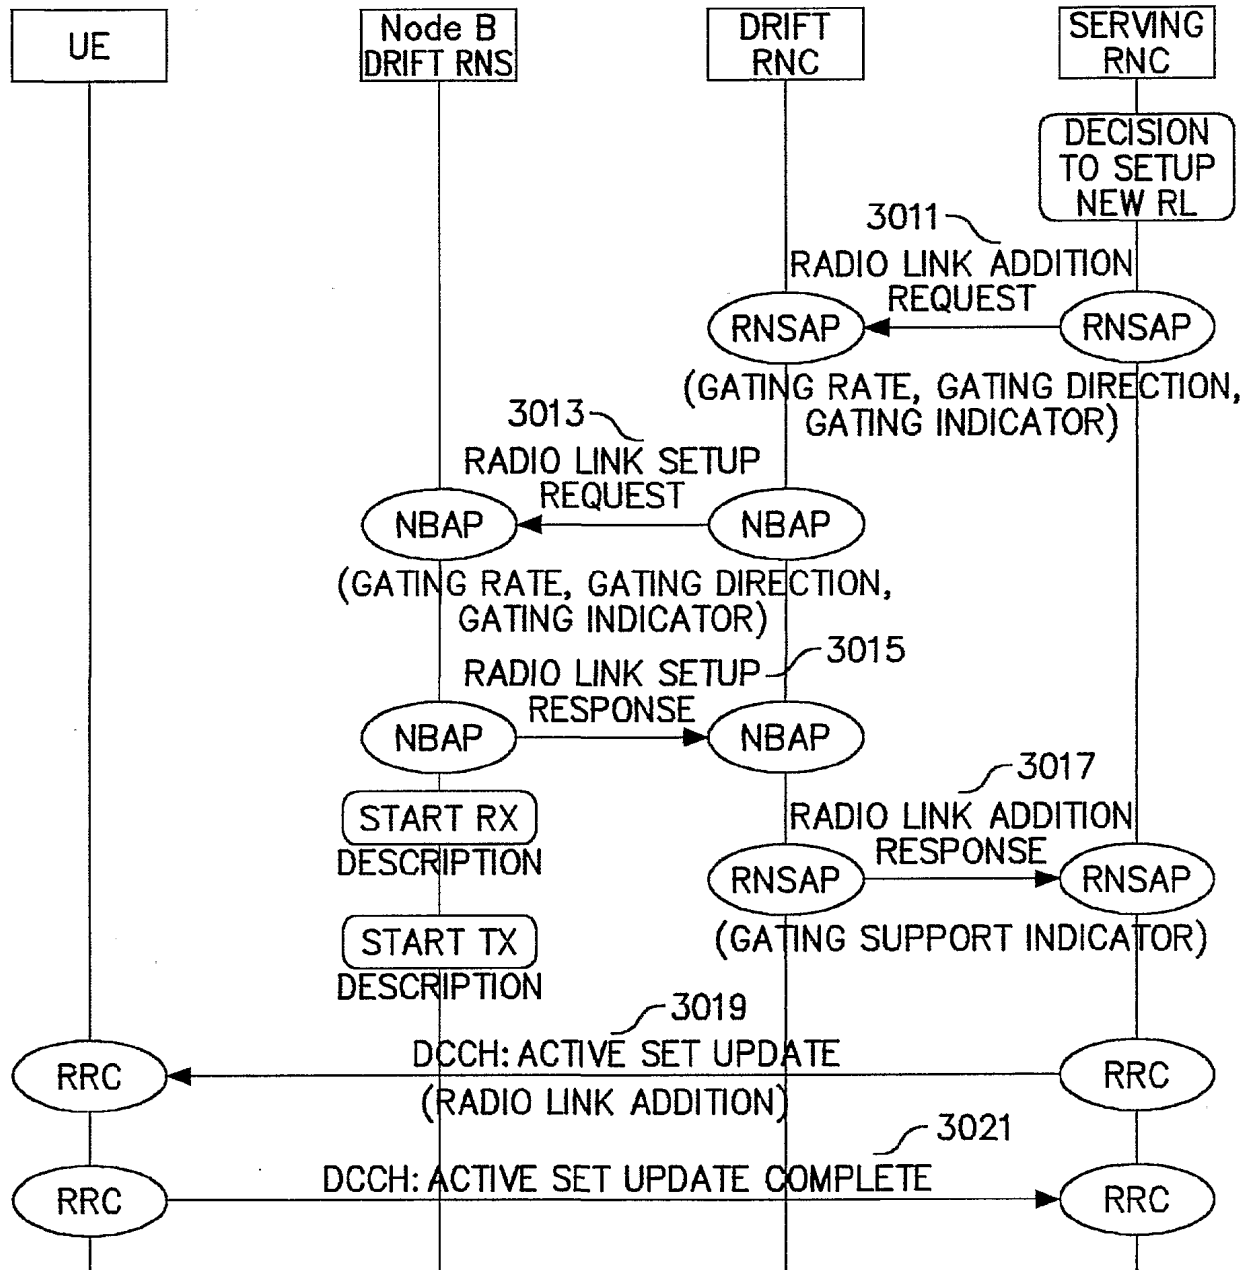 UE
Node B
DRIFT RNS
DRIFT
RNC
SERVING
RNC
DECISION
TO SETUP
NEW RL
3011
RADIO LINK ADDITION
REQUEST
RNSAP
RNSAP
(GATING RATE, GATING DIRECTION,
GATING INDICATOR)
3013
RADIO LINK SETUP
REQUEST
NBAP
NBAP
(GATING RATE, GATING DIRECTION,
GATING INDICATOR)
RADIO LINK SETUP
RESPONSE
3015
NBAP
NBAP
START RX
DESCRIPTION
3017
RADIO LINK ADDITION
RESPONSE
RNSAP
RNSAP
(GATING SUPPORT INDICATOR)
START TX
DESCRIPTION
3019
DCCH: ACTIVE SET UPDATE
RRC
RRC
(RADIO LINK ADDITION)
3021
DCCH: ACTIVE SET UPDATE COMPLETE
RRC
RRC